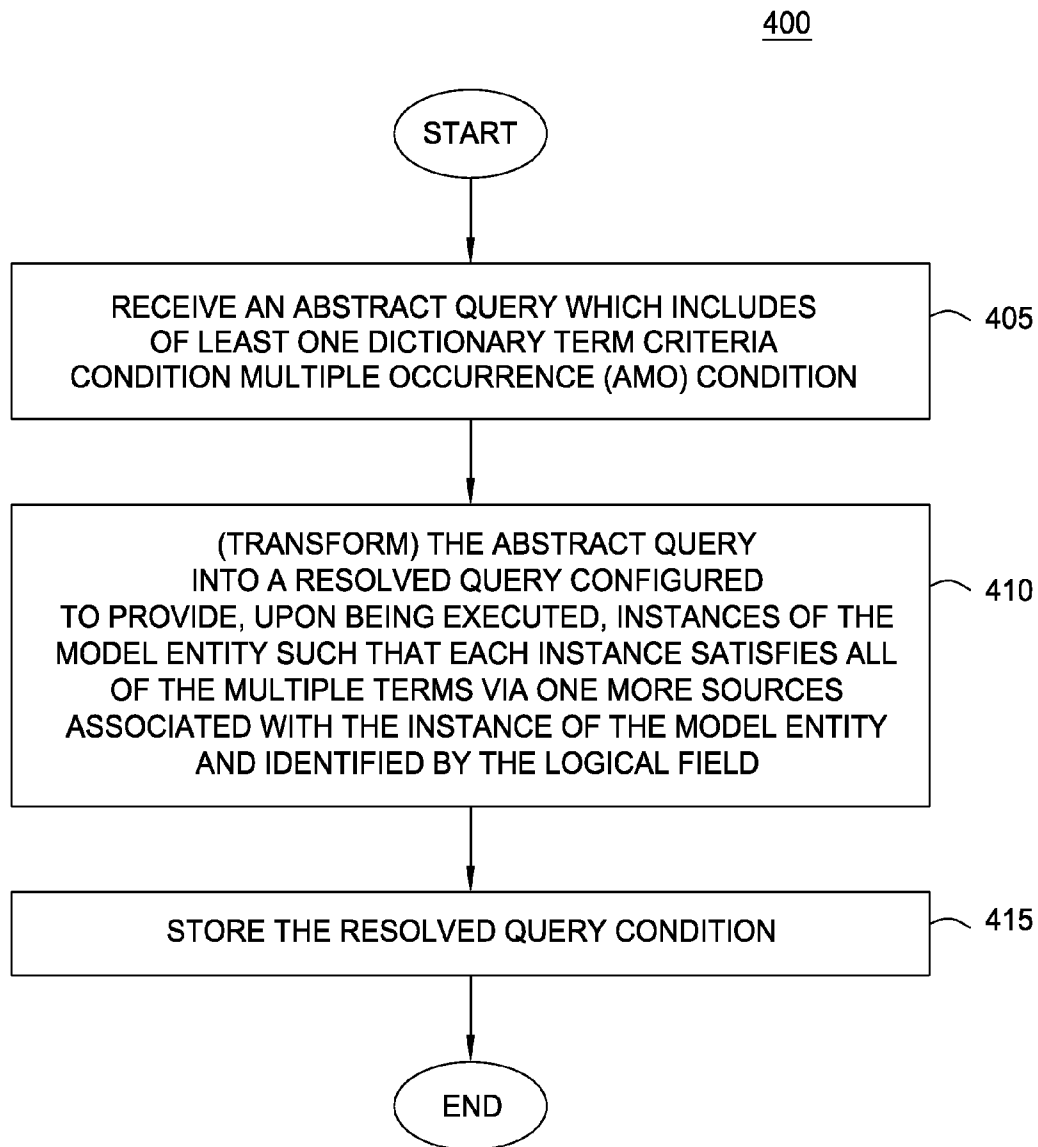 400
START
RECEIVE AN ABSTRACT QUERY WHICH INCLUDES
OF LEAST ONE DICTIONARY TERM CRITERIA
CONDITION MULTIPLE OCCURRENCE (AMO) CONDITION
405
(TRANSFORM) THE ABSTRACT QUERY
INTO A RESOLVED QUERY CONFIGURED
TO PROVIDE, UPON BEING EXECUTED, INSTANCES OF THE
MODEL ENTITY SUCH THAT EACH INSTANCE SATISFIES ALL
OF THE MULTIPLE TERMS VIA ONE MORE SOURCES
ASSOCIATED WITH THE INSTANCE OF THE MODEL ENTITY
AND IDENTIFIED BY THE LOGICAL FIELD
410
STORE THE RESOLVED QUERY CONDITION
415
END